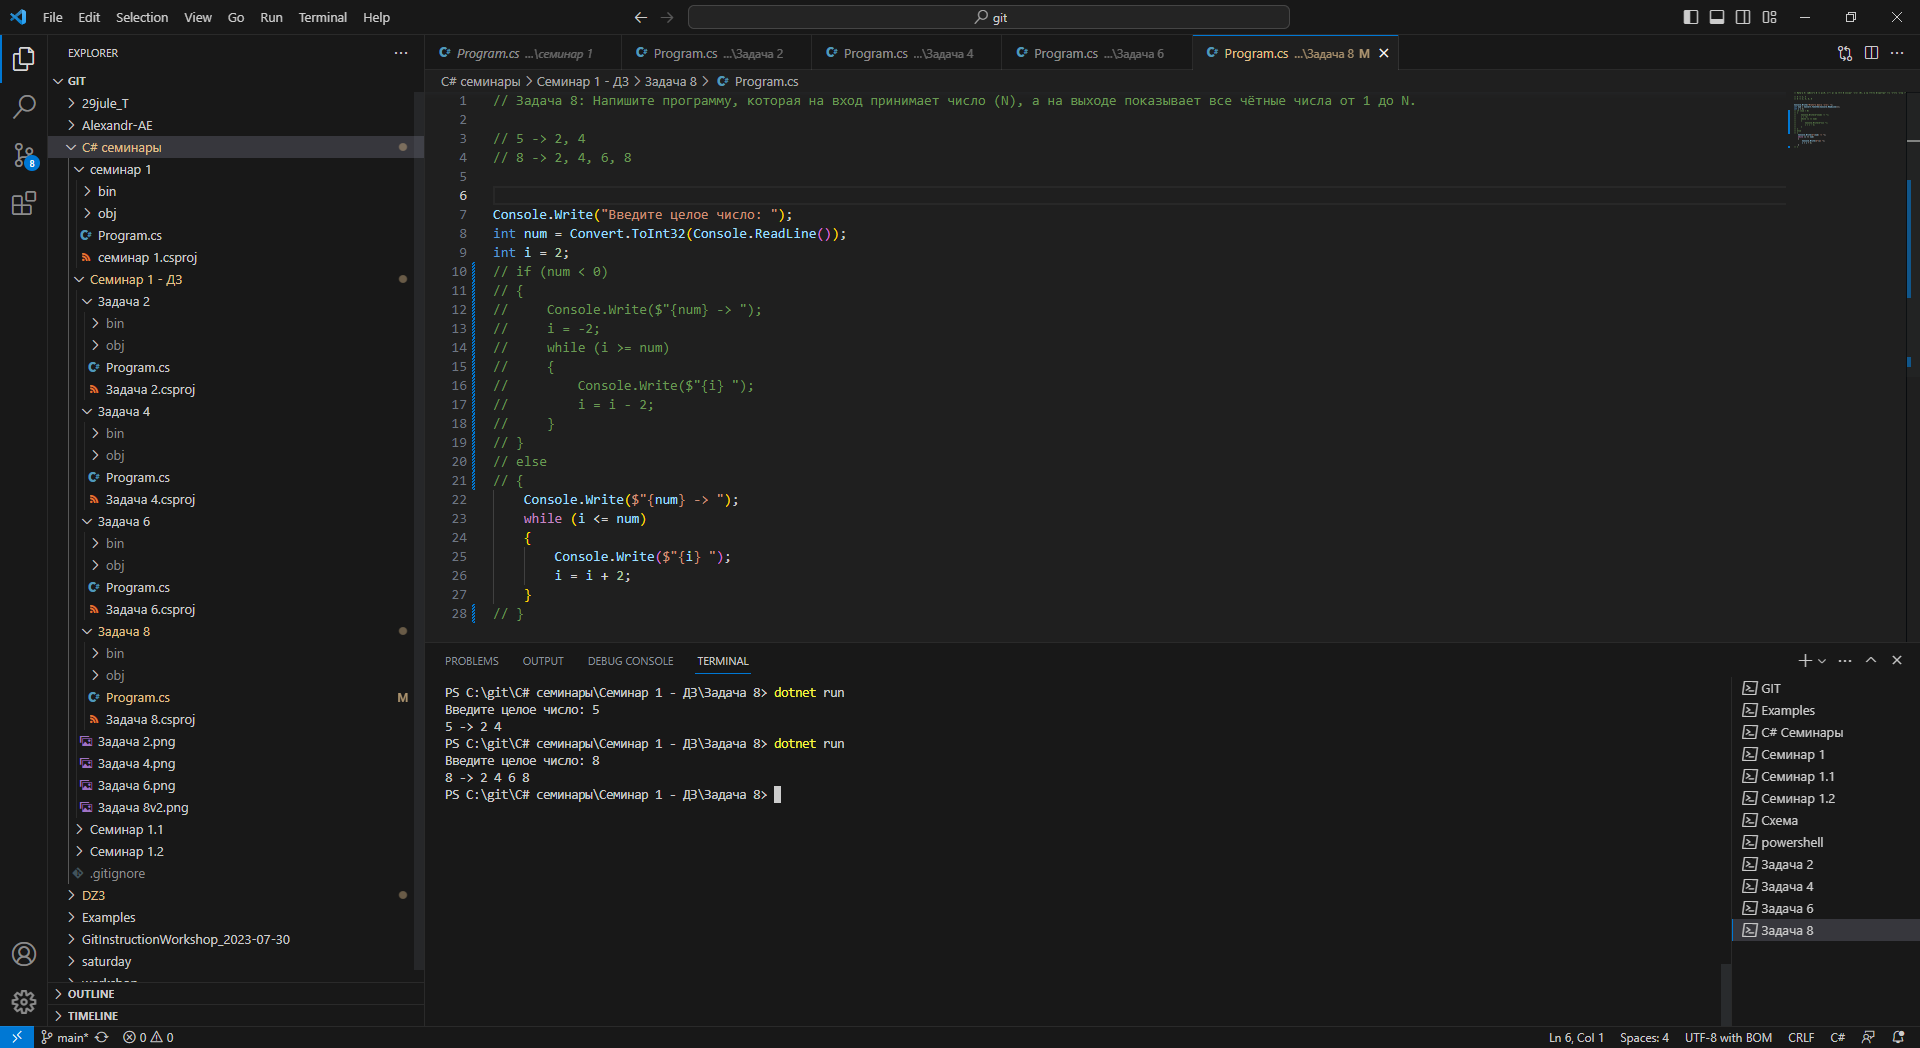 File Edit Selection View Go Run Terminal Help
git
EXPLORER
GIT
29jule_T
Alexandr-AE
C# семинары
семинар 1
bin
obj
Program.cs
семинар 1.csproj
Семинар 1 - ДЗ
Задача 2
bin
obj
Program.cs
Задача 2.csproj
Задача 4
bin
obj
Program.cs
Задача 4.csproj
Задача 6
bin
obj
Program.cs
Задача 6.csproj
Задача 8
bin
obj
Program.cs M
Задача 8.csproj
Задача 2.png
Задача 4.png
Задача 6.png
Задача 8v2.png
Семинар 1.1
Семинар 1.2
.gitignore
DZ3
Examples
GitInstructionWorkshop_2023-07-30
saturday
OUTLINE
TIMELINE
8
Program.cs ...\семинар 1 Program.cs ...\Задача 2 Program.cs ...\Задача 4 Program.cs ...\Задача 6 Program.cs ...\Задача 8 M
C# семинары > Семинар 1 - ДЗ > Задача 8 > Program.cs
1 // Задача 8: Напишите программу, которая на вход принимает число (N), а на выходе показывает все чётные числа от 1 до N.
2
3 // 5 -> 2, 4
4 // 8 -> 2, 4, 6, 8
5
6
7 Console.Write("Введите целое число: ");
8 int num = Convert.ToInt32(Console.ReadLine());
9 int i = 2;
10 // if (num < 0)
11 // {
12 //     Console.Write($"{num} -> ");
13 //     i = -2;
14 //     while (i >= num)
15 //     {
16 //         Console.Write($"{i} ");
17 //         i = i - 2;
18 //     }
19 // }
20 // else
21 // {
22     Console.Write($"{num} -> ");
23     while (i <= num)
24     {
25         Console.Write($"{i} ");
26         i = i + 2;
27     }
28 // }
PROBLEMS OUTPUT DEBUG CONSOLE TERMINAL
PS C:\git\C# семинары\Семинар 1 - ДЗ\Задача 8> dotnet run
Введите целое число: 5
5 -> 2 4
PS C:\git\C# семинары\Семинар 1 - ДЗ\Задача 8> dotnet run
Введите целое число: 8
8 -> 2 4 6 8
PS C:\git\C# семинары\Семинар 1 - ДЗ\Задача 8>
GIT
Examples
C# Семинары
Семинар 1
Семинар 1.1
Семинар 1.2
Схема
powershell
Задача 2
Задача 4
Задача 6
Задача 8
main* 0 0 Ln 6, Col 1 Spaces: 4 UTF-8 with BOM CRLF C#